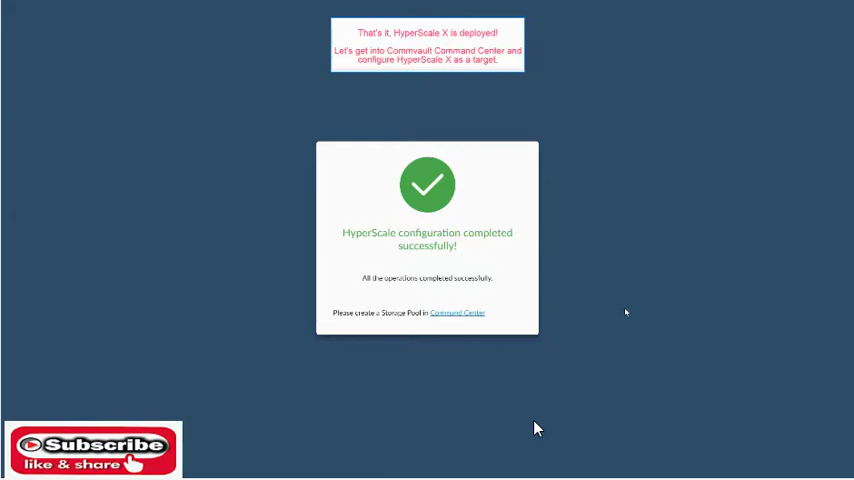 That's it, HyperScale X is deployed!
Let's get into Commvault Command Center and
configure HyperScale X as a target.
HyperScale configuration completed
successfully!
All the operations completed successfully.
Please create a Storage Pool in Command Center
Subscribe
like & share